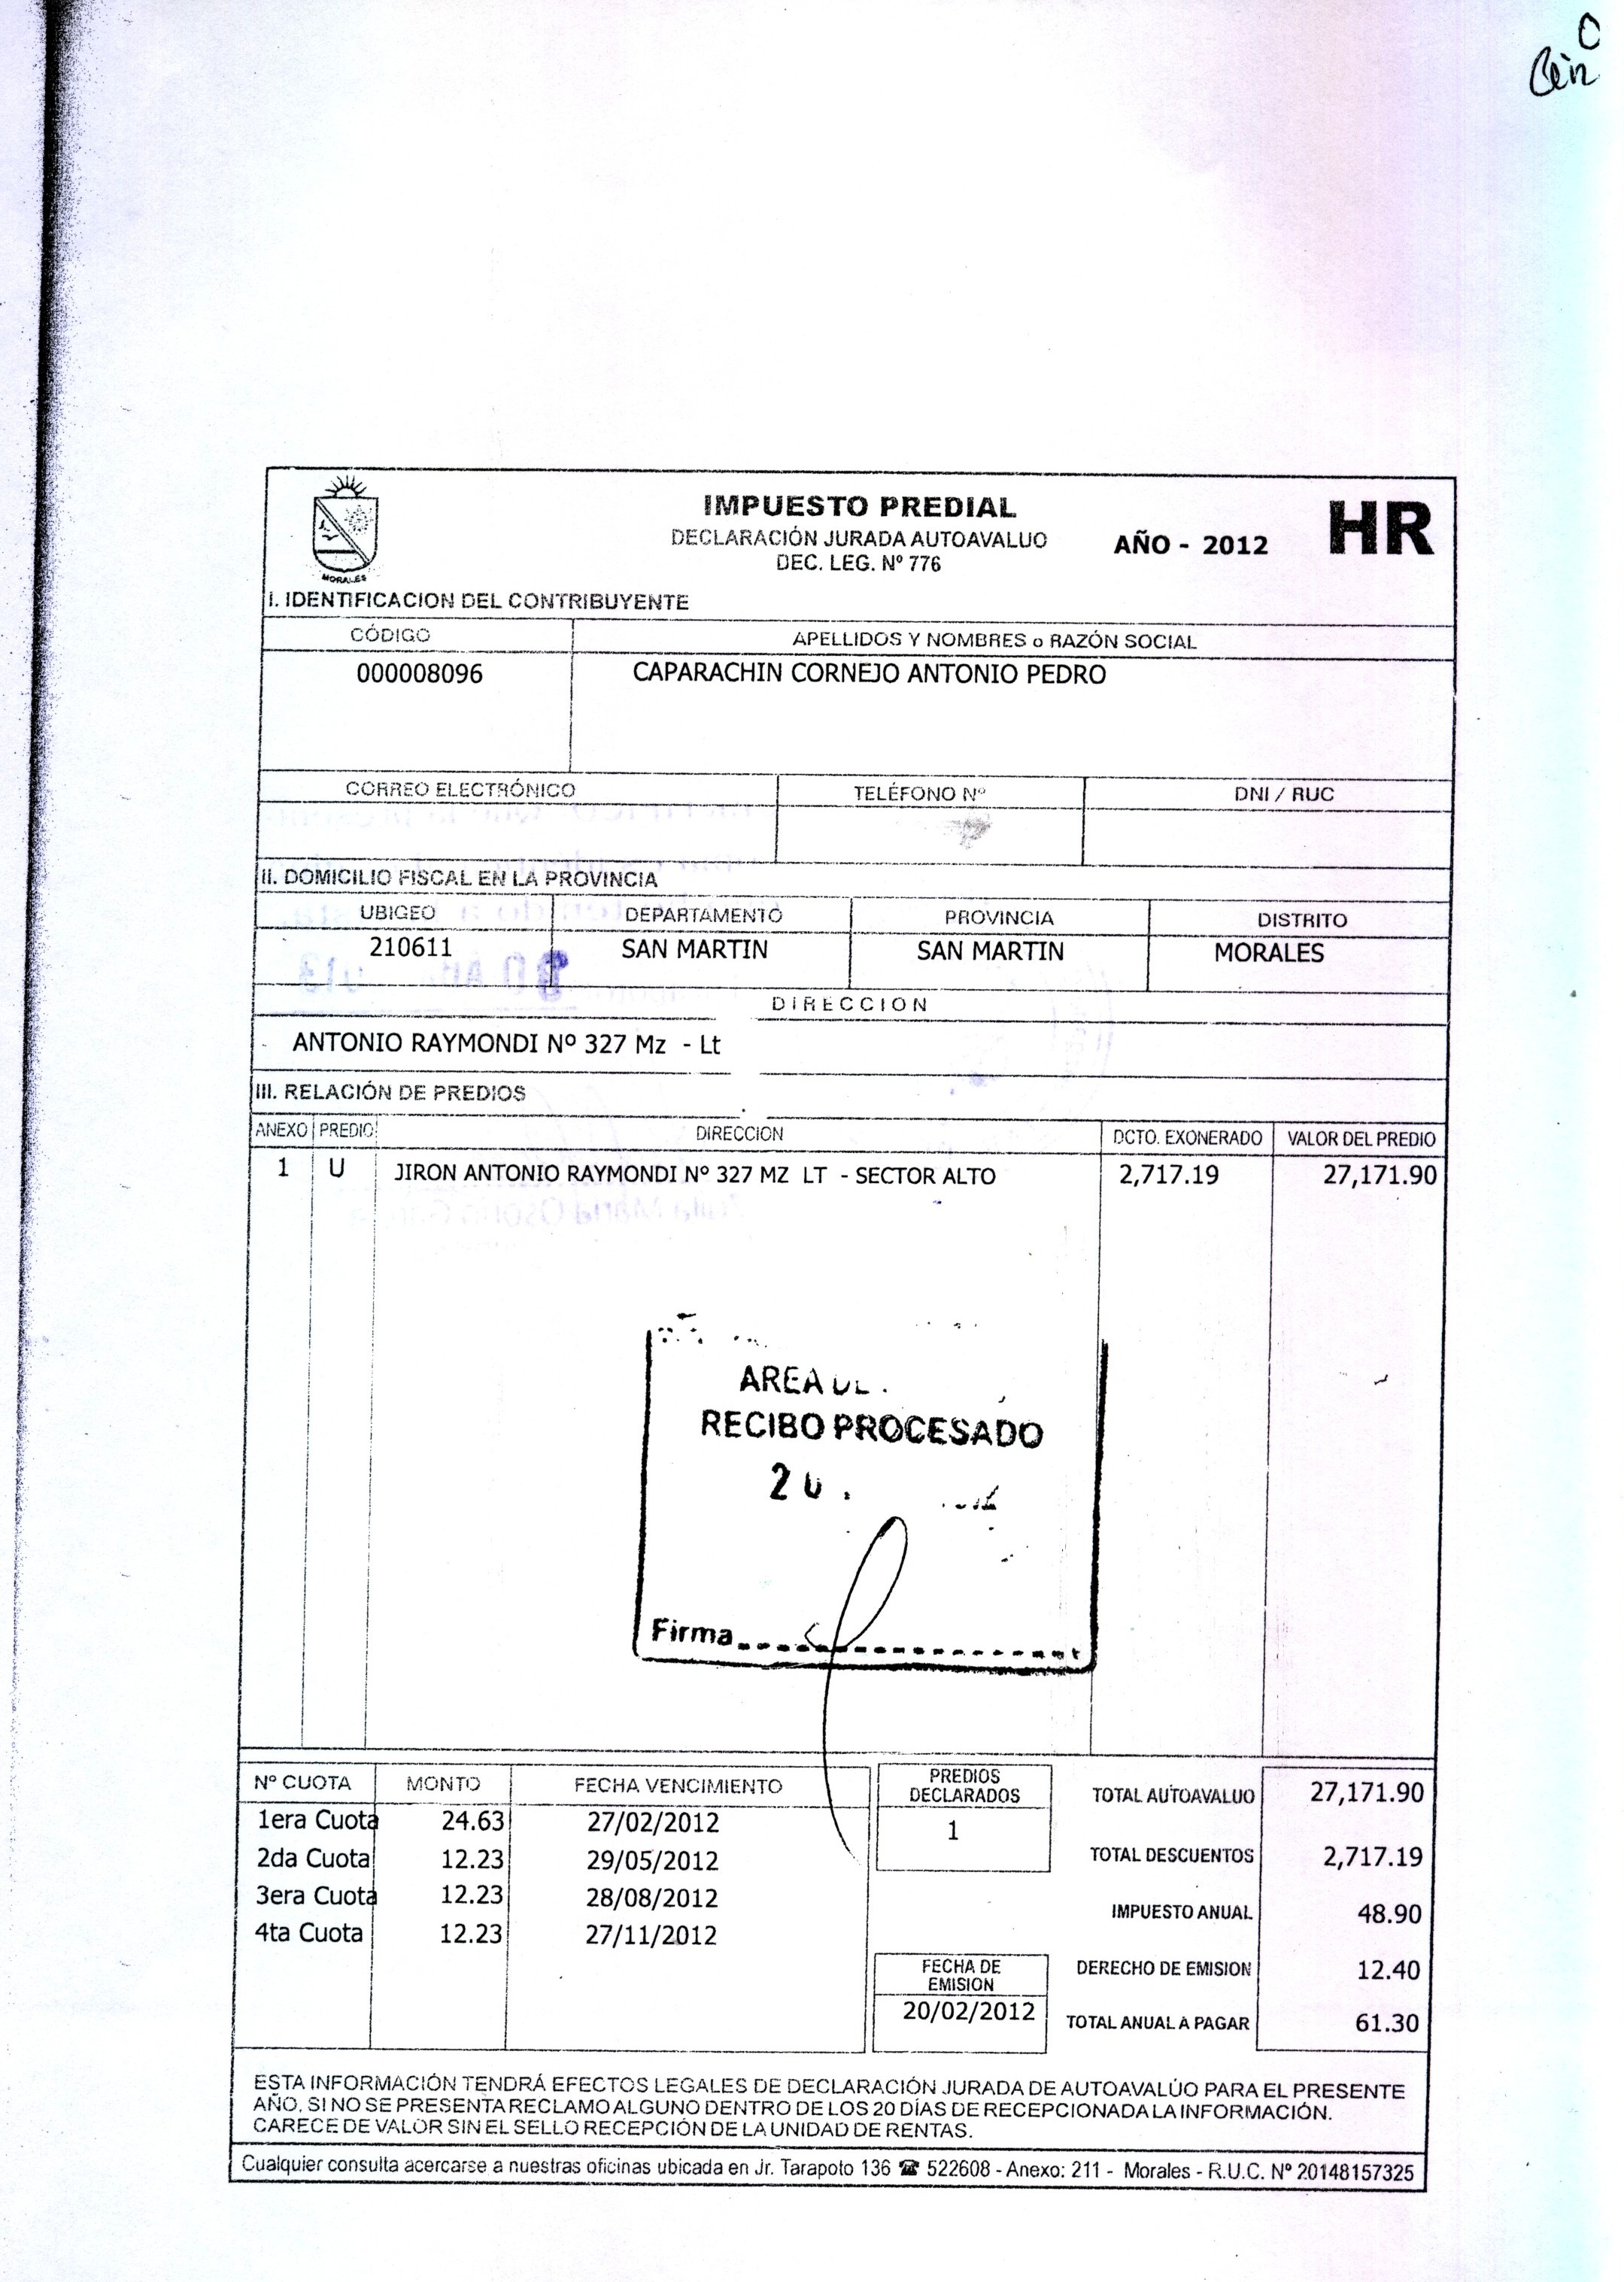 IMPUESTO PREDIAL
DECLARACIÓN JURADA AUTOAVALUO
DEC. LEG. Nº 776
AÑO - 2012
HR
MORALES
I. IDENTIFICACION DEL CONTRIBUYENTE
CÓDIGO APELLIDOS Y NOMBRES o RAZÓN SOCIAL
000008096 CAPARACHIN CORNEJO ANTONIO PEDRO
CORREO ELECTRÓNICO TELÉFONO Nº DNI / RUC
II. DOMICILIO FISCAL EN LA PROVINCIA
UBIGEO DEPARTAMENTO PROVINCIA DISTRITO
210611 SAN MARTIN SAN MARTIN MORALES
DIRECCION
ANTONIO RAYMONDI Nº 327 Mz - Lt
III. RELACIÓN DE PREDIOS
ANEXO PREDIO DIRECCION DCTO. EXONERADO VALOR DEL PREDIO
1 U JIRON ANTONIO RAYMONDI Nº 327 MZ LT - SECTOR ALTO 2,717.19 27,171.90
AREA
RECIBO PROCESADO
Firma
Nº CUOTA MONTO FECHA VENCIMIENTO
1era Cuota 24.63 27/02/2012
2da Cuota 12.23 29/05/2012
3era Cuota 12.23 28/08/2012
4ta Cuota 12.23 27/11/2012
PREDIOS
DECLARADOS
1
FECHA DE
EMISION
20/02/2012
TOTAL AUTOAVALUO 27,171.90
TOTAL DESCUENTOS 2,717.19
IMPUESTO ANUAL 48.90
DERECHO DE EMISION 12.40
TOTAL ANUAL A PAGAR 61.30
ESTA INFORMACIÓN TENDRÁ EFECTOS LEGALES DE DECLARACIÓN JURADA DE AUTOAVALÚO PARA EL PRESENTE
AÑO, SI NO SE PRESENTA RECLAMO ALGUNO DENTRO DE LOS 20 DÍAS DE RECEPCIONADA LA INFORMACIÓN.
CARECE DE VALOR SIN EL SELLO RECEPCIÓN DE LA UNIDAD DE RENTAS.
Cualquier consulta acercarse a nuestras oficinas ubicada en Jr. Tarapoto 136 ☎ 522608 - Anexo: 211 - Morales - R.U.C. Nº 20148157325